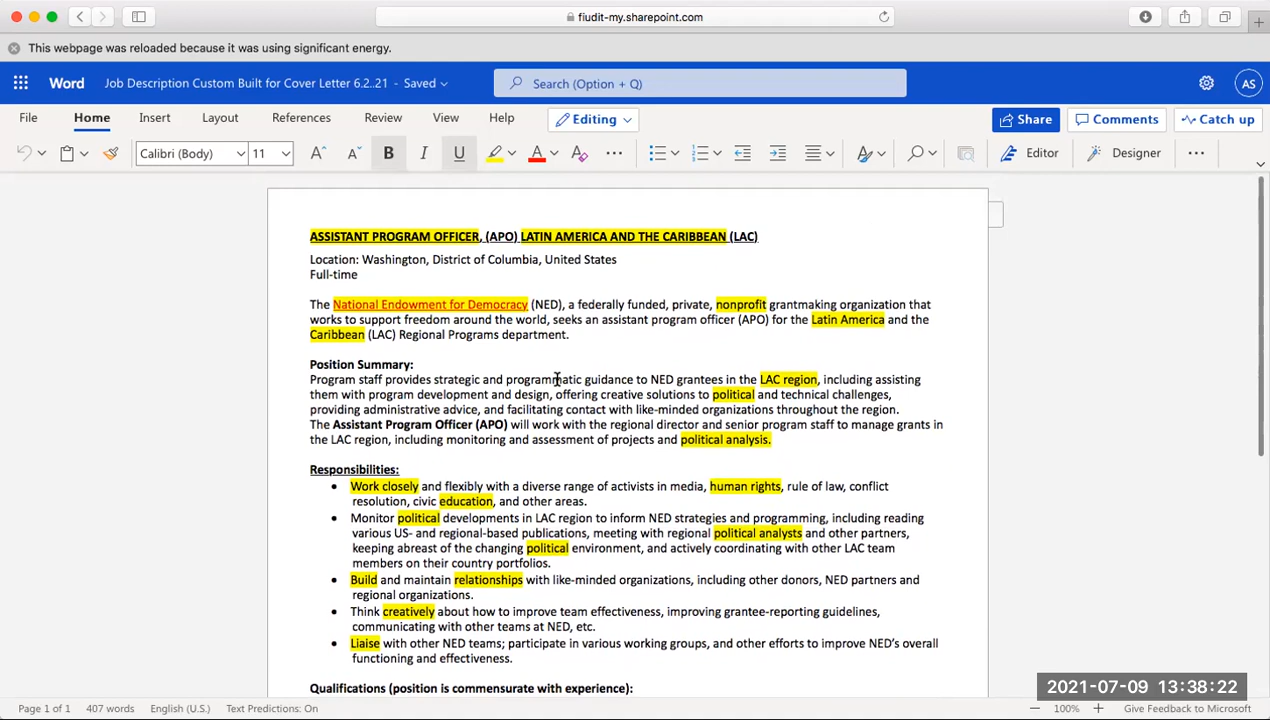 fiudit-my.sharepoint.com
This webpage was reloaded because it was using significant energy.
Word Job Description Custom Built for Cover Letter 6.2..21 - Saved Search (Option + Q) AS
File Home Insert Layout References Review View Help Editing Share Comments Catch up
Calibri (Body) 11 B I U A Editor Designer
ASSISTANT PROGRAM OFFICER, (APO) LATIN AMERICA AND THE CARIBBEAN (LAC)
Location: Washington, District of Columbia, United States
Full-time
The National Endowment for Democracy (NED), a federally funded, private, nonprofit grantmaking organization that
works to support freedom around the world, seeks an assistant program officer (APO) for the Latin America and the
Caribbean (LAC) Regional Programs department.
Position Summary:
Program staff provides strategic and programmatic guidance to NED grantees in the LAC region, including assisting
them with program development and design, offering creative solutions to political and technical challenges,
providing administrative advice, and facilitating contact with like-minded organizations throughout the region.
The Assistant Program Officer (APO) will work with the regional director and senior program staff to manage grants in
the LAC region, including monitoring and assessment of projects and political analysis.
Responsibilities:
• Work closely and flexibly with a diverse range of activists in media, human rights, rule of law, conflict
resolution, civic education, and other areas.
• Monitor political developments in LAC region to inform NED strategies and programming, including reading
various US- and regional-based publications, meeting with regional political analysts and other partners,
keeping abreast of the changing political environment, and actively coordinating with other LAC team
members on their country portfolios.
• Build and maintain relationships with like-minded organizations, including other donors, NED partners and
regional organizations.
• Think creatively about how to improve team effectiveness, improving grantee-reporting guidelines,
communicating with other teams at NED, etc.
• Liaise with other NED teams; participate in various working groups, and other efforts to improve NED's overall
functioning and effectiveness.
Qualifications (position is commensurate with experience):
2021-07-09 13:38:22
Page 1 of 1 407 words English (U.S.) Text Predictions: On 100% Give Feedback to Microsoft